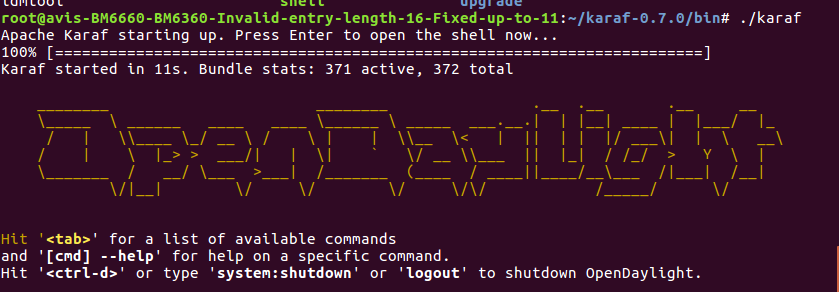 ldmtool shell upgrade
root@avis-BM6660-BM6360-Invalid-entry-length-16-Fixed-up-to-11:~/karaf-0.7.0/bin# ./karaf
Apache Karaf starting up. Press Enter to open the shell now...
100% [========================================================================]
Karaf started in 11s. Bundle stats: 371 active, 372 total
OpenDaylight
Hit '<tab>' for a list of available commands
and '[cmd] --help' for help on a specific command.
Hit '<ctrl-d>' or type 'system:shutdown' or 'logout' to shutdown OpenDaylight.